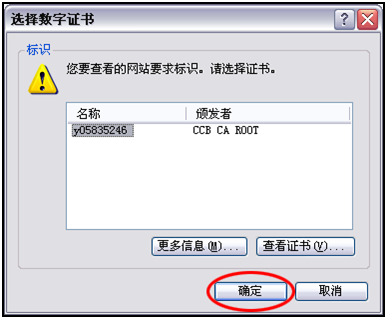 选择数字证书
标识
您要查看的网站要求标识。请选择证书。
名称 颁发者
y05835246 CCB CA ROOT
更多信息(M)... 查看证书(V)...
确定 取消